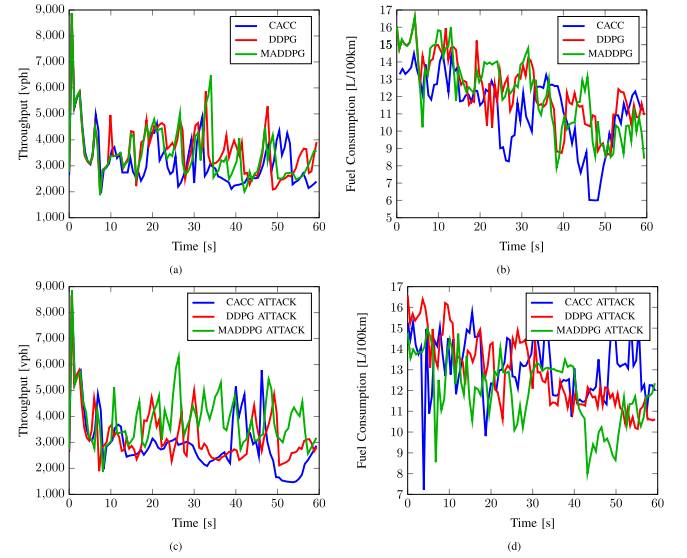 9,000
8,000
7,000
6,000
5,000
4,000
3,000
2,000
1,000
0 10 20 30 40 50 60
Throughput [vph]
Time [s]
CACC
DDPG
MADDPG
(a)
17
16
15
14
13
12
11
10
9
8
7
6
5
0 10 20 30 40 50 60
Fuel Consumption [L/100km]
Time [s]
CACC
DDPG
MADDPG
(b)
9,000
8,000
7,000
6,000
5,000
4,000
3,000
2,000
1,000
0 10 20 30 40 50 60
Throughput [vph]
Time [s]
CACC ATTACK
DDPG ATTACK
MADDPG ATTACK
(c)
17
16
15
14
13
12
11
10
9
8
7
0 10 20 30 40 50 60
Fuel Consumption [L/100km]
Time [s]
CACC ATTACK
DDPG ATTACK
MADDPG ATTACK
(d)